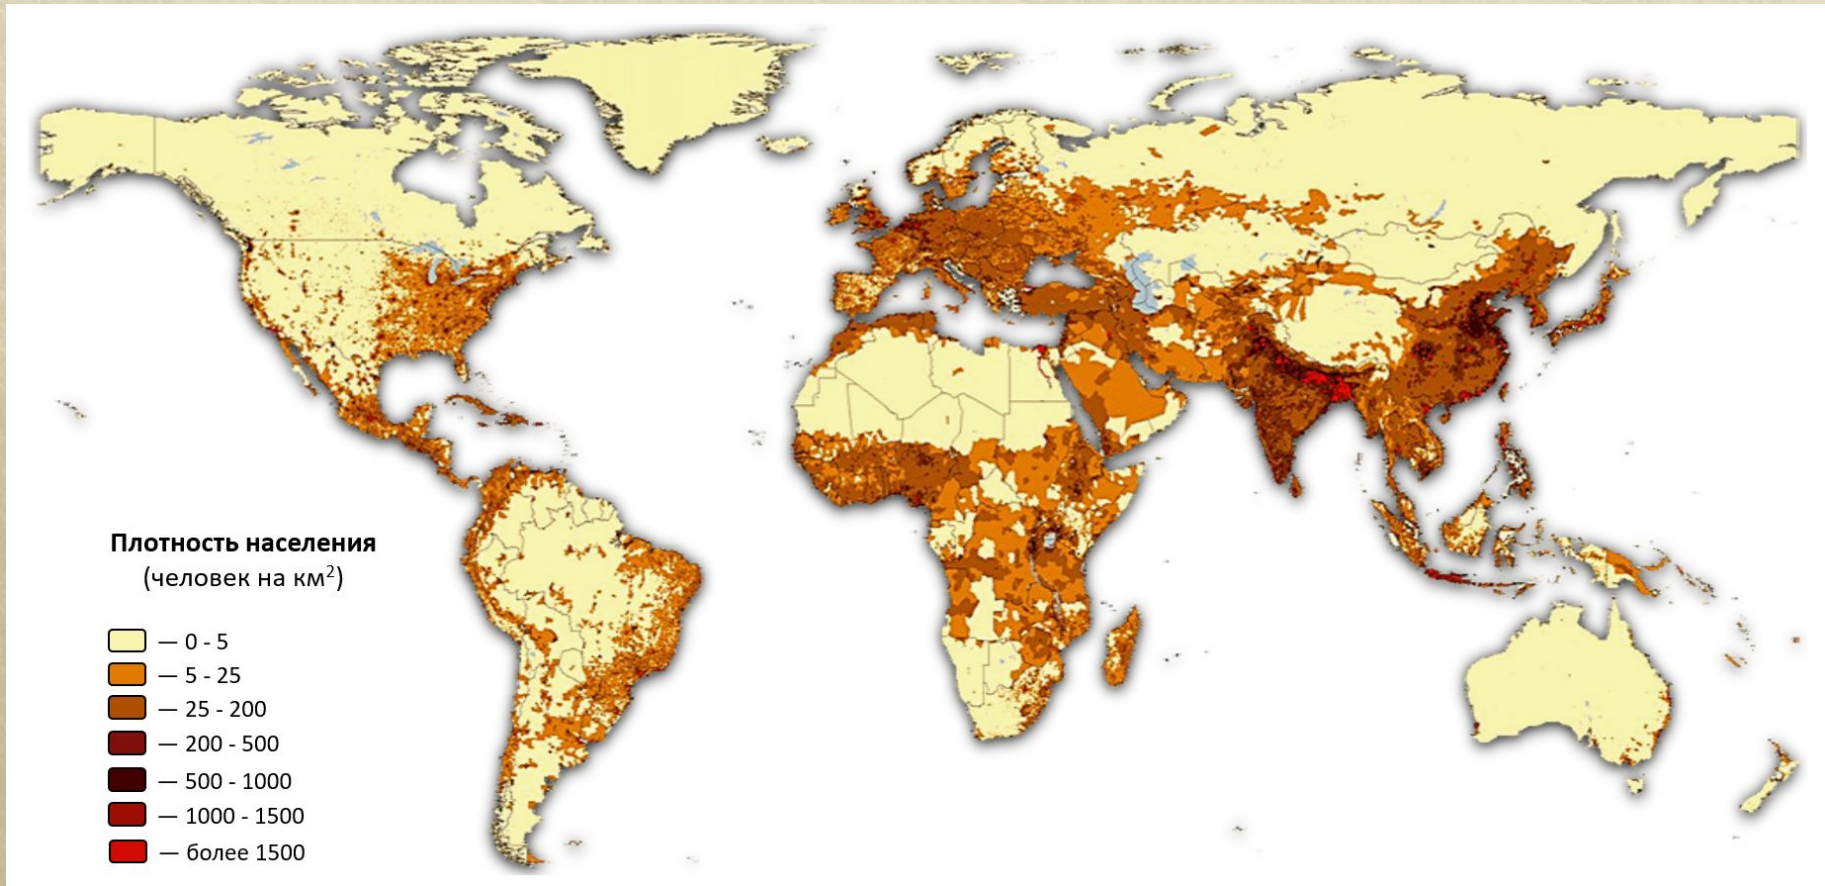 Плотность населения
(человек на км²)
— 0 - 5
— 5 - 25
— 25 - 200
— 200 - 500
— 500 - 1000
— 1000 - 1500
— более 1500